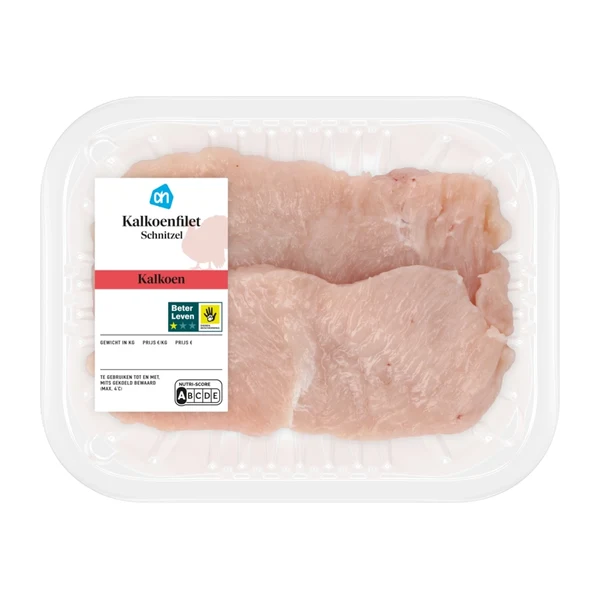 ah
Kalkoenfilet
Schnitzel
Kalkoen
Beter
Leven
GEWICHT IN KG PRIJS €/KG PRIJS €
TE GEBRUIKEN TOT EN MET,
MITS GEKOELD BEWAARD
(MAX. 4°C)
NUTRI-SCORE
ABCDE